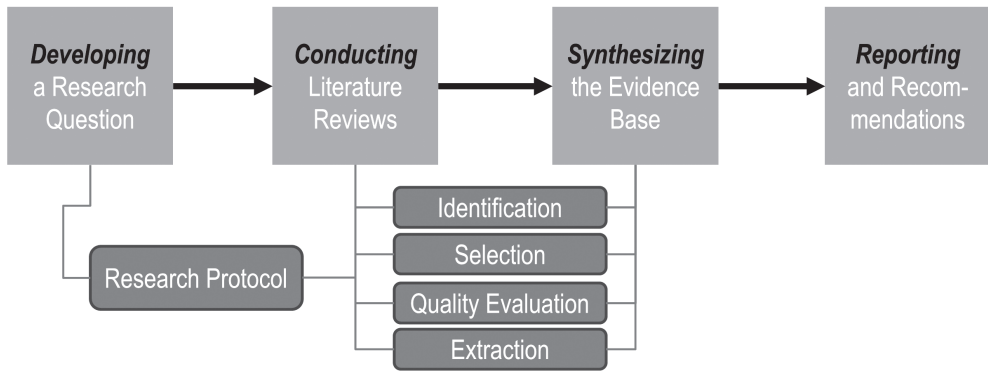 Developing
a Research
Question
Conducting
Literature
Reviews
Synthesizing
the Evidence
Base
Reporting
and Recom-
mendations
Research Protocol
Identification
Selection
Quality Evaluation
Extraction